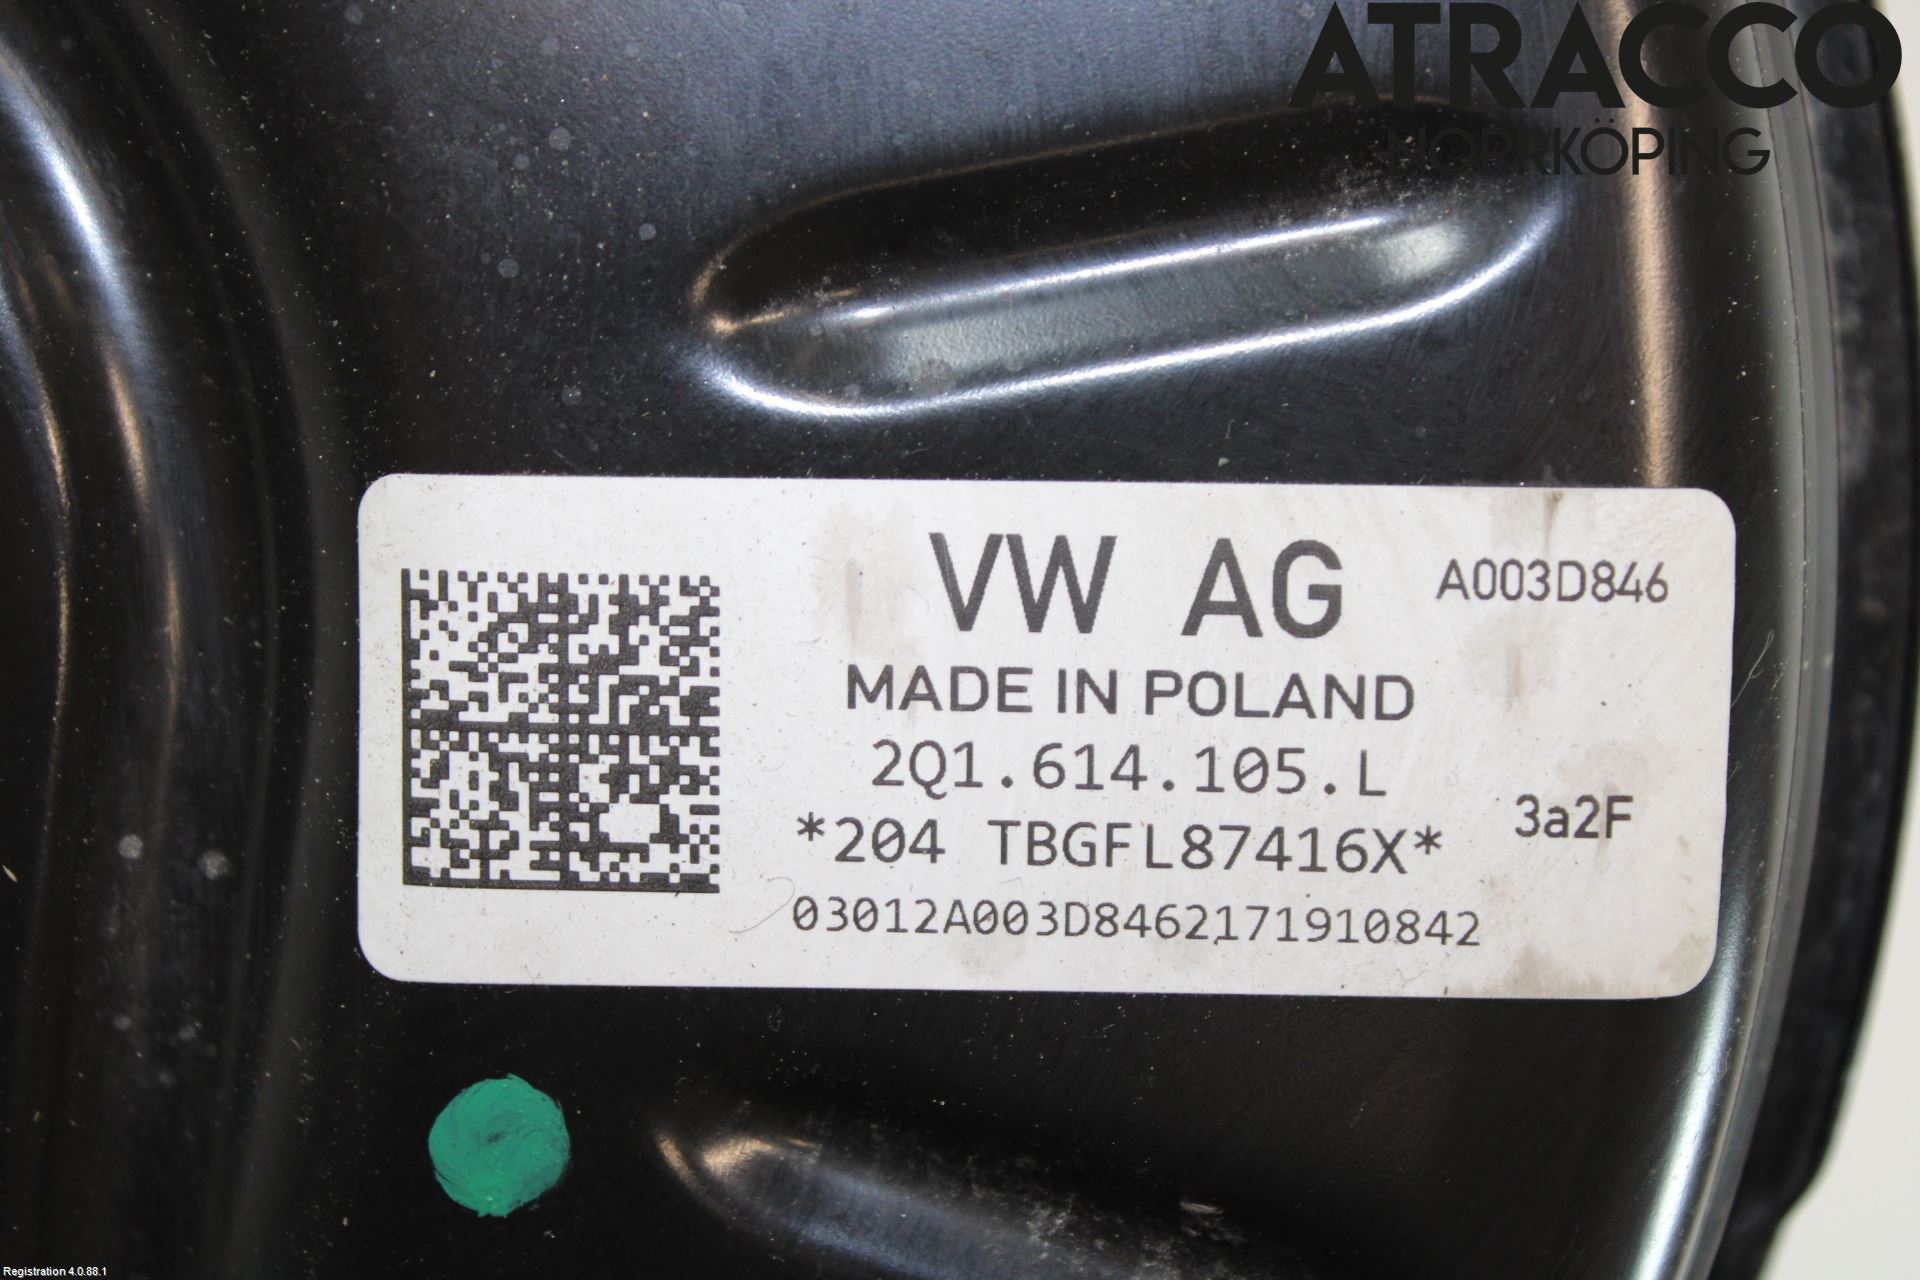 ATRACCO
NORRKÖPING
VW AG A003D846
MADE IN POLAND
2Q1.614.105.L
3a2F
*204 TBGFL87416X*
03012A003D8462171910842
Registration 4.0.88.1